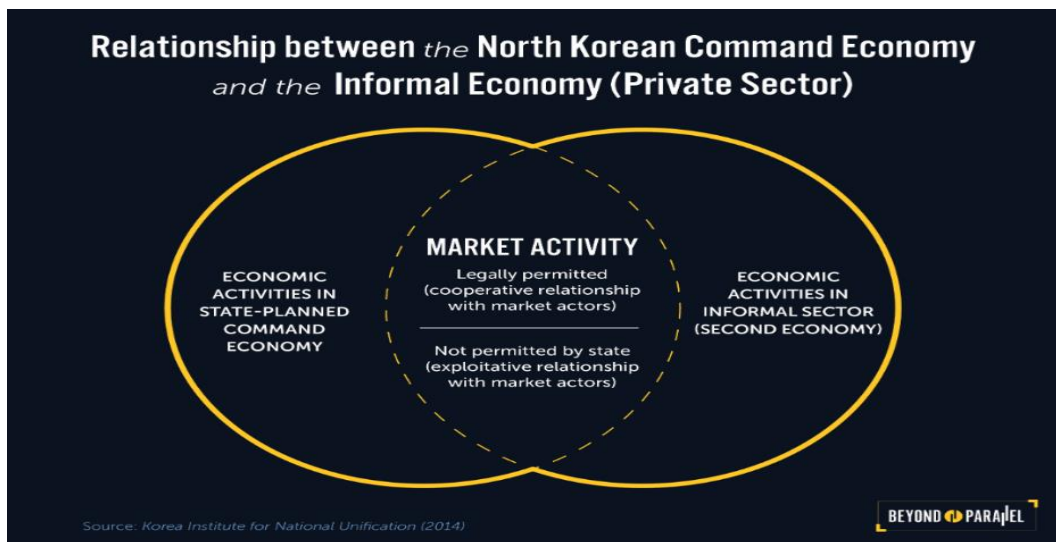 Relationship between the North Korean Command Economy
and the Informal Economy (Private Sector)
ECONOMIC
ACTIVITIES IN
STATE-PLANNED
COMMAND
ECONOMY
MARKET ACTIVITY
Legally permitted
(cooperative relationship
with market actors)
Not permitted by state
(exploitative relationship
with market actors)
ECONOMIC
ACTIVITIES IN
INFORMAL SECTOR
(SECOND ECONOMY)
Source: Korea Institute for National Unification (2014)
BEYOND PARALLEL